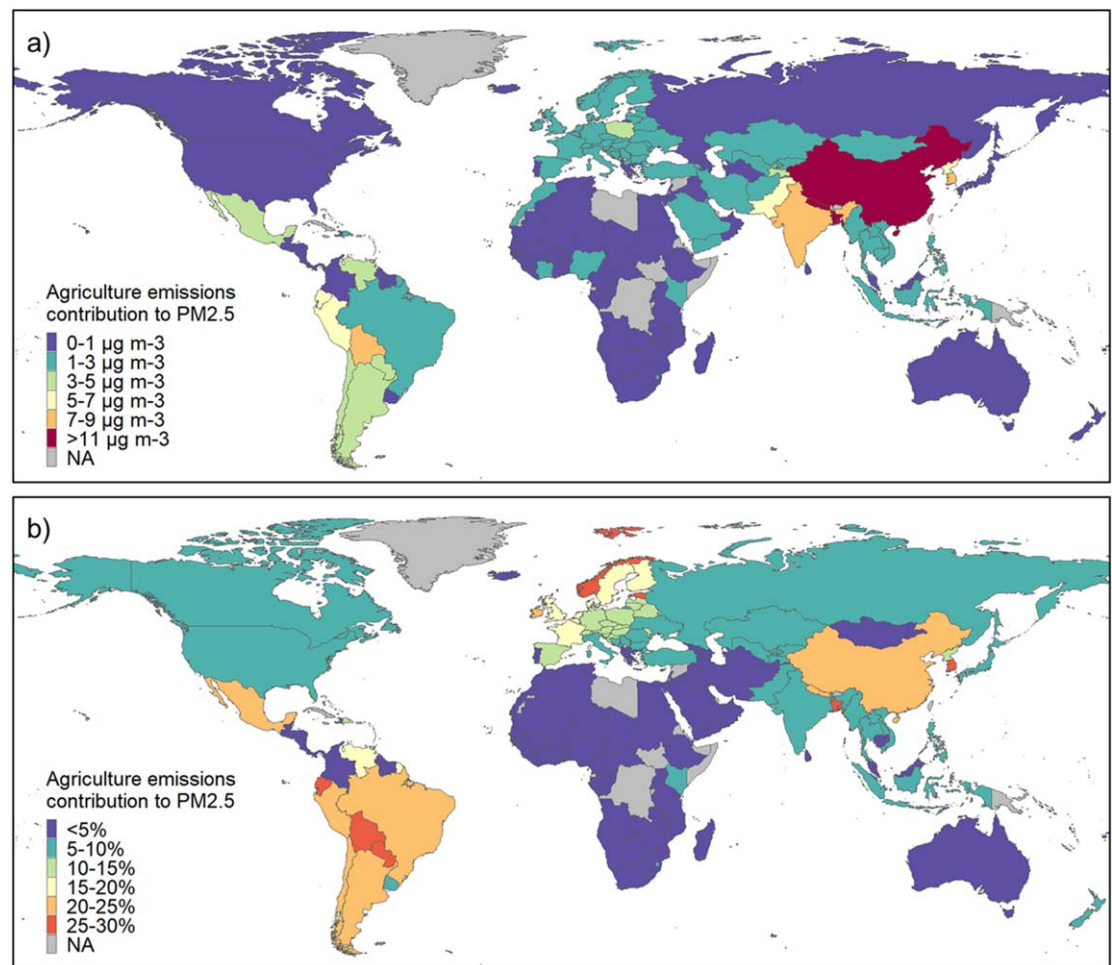 a)
Agriculture emissions
contribution to PM2.5
0-1 µg m-3
1-3 µg m-3
3-5 µg m-3
5-7 µg m-3
7-9 µg m-3
>11 µg m-3
NA
b)
Agriculture emissions
contribution to PM2.5
<5%
5-10%
10-15%
15-20%
20-25%
25-30%
NA